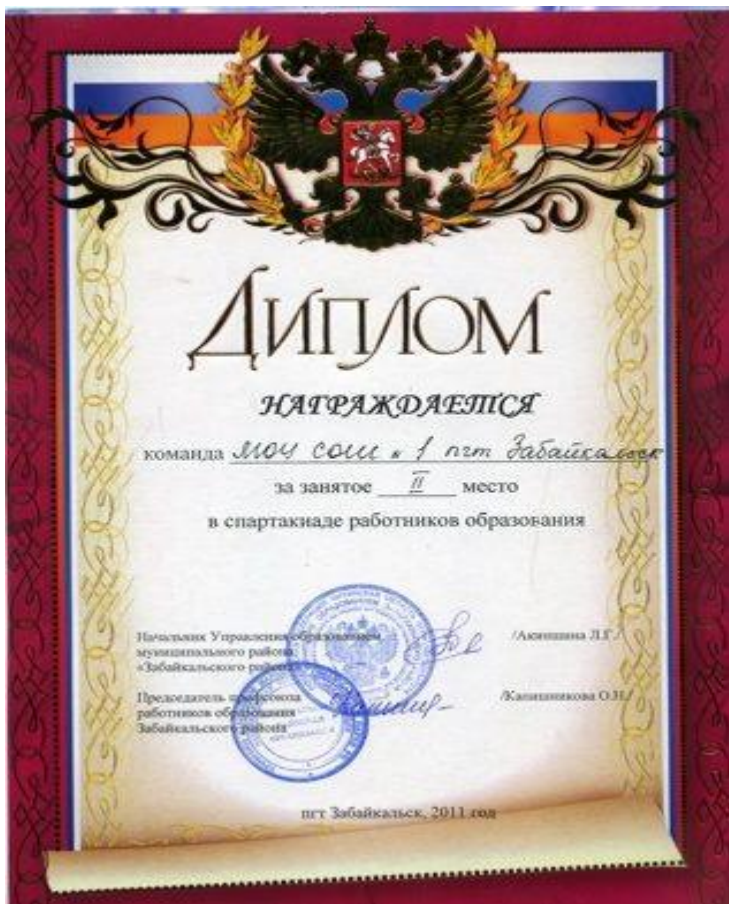 Диплом
НАГРАЖДАЕТСЯ
команда МОУ СОШ № 1 пгт Забайкальск
за занятое II место
в спартакиаде работников образования
Начальник Управления образованием
муниципального района
«Забайкальского района»
/Акиншина Л.Г./
Председатель профсоюза
работников образования
Забайкальского района
/Калашникова О.Н./
пгт Забайкальск, 2011 год